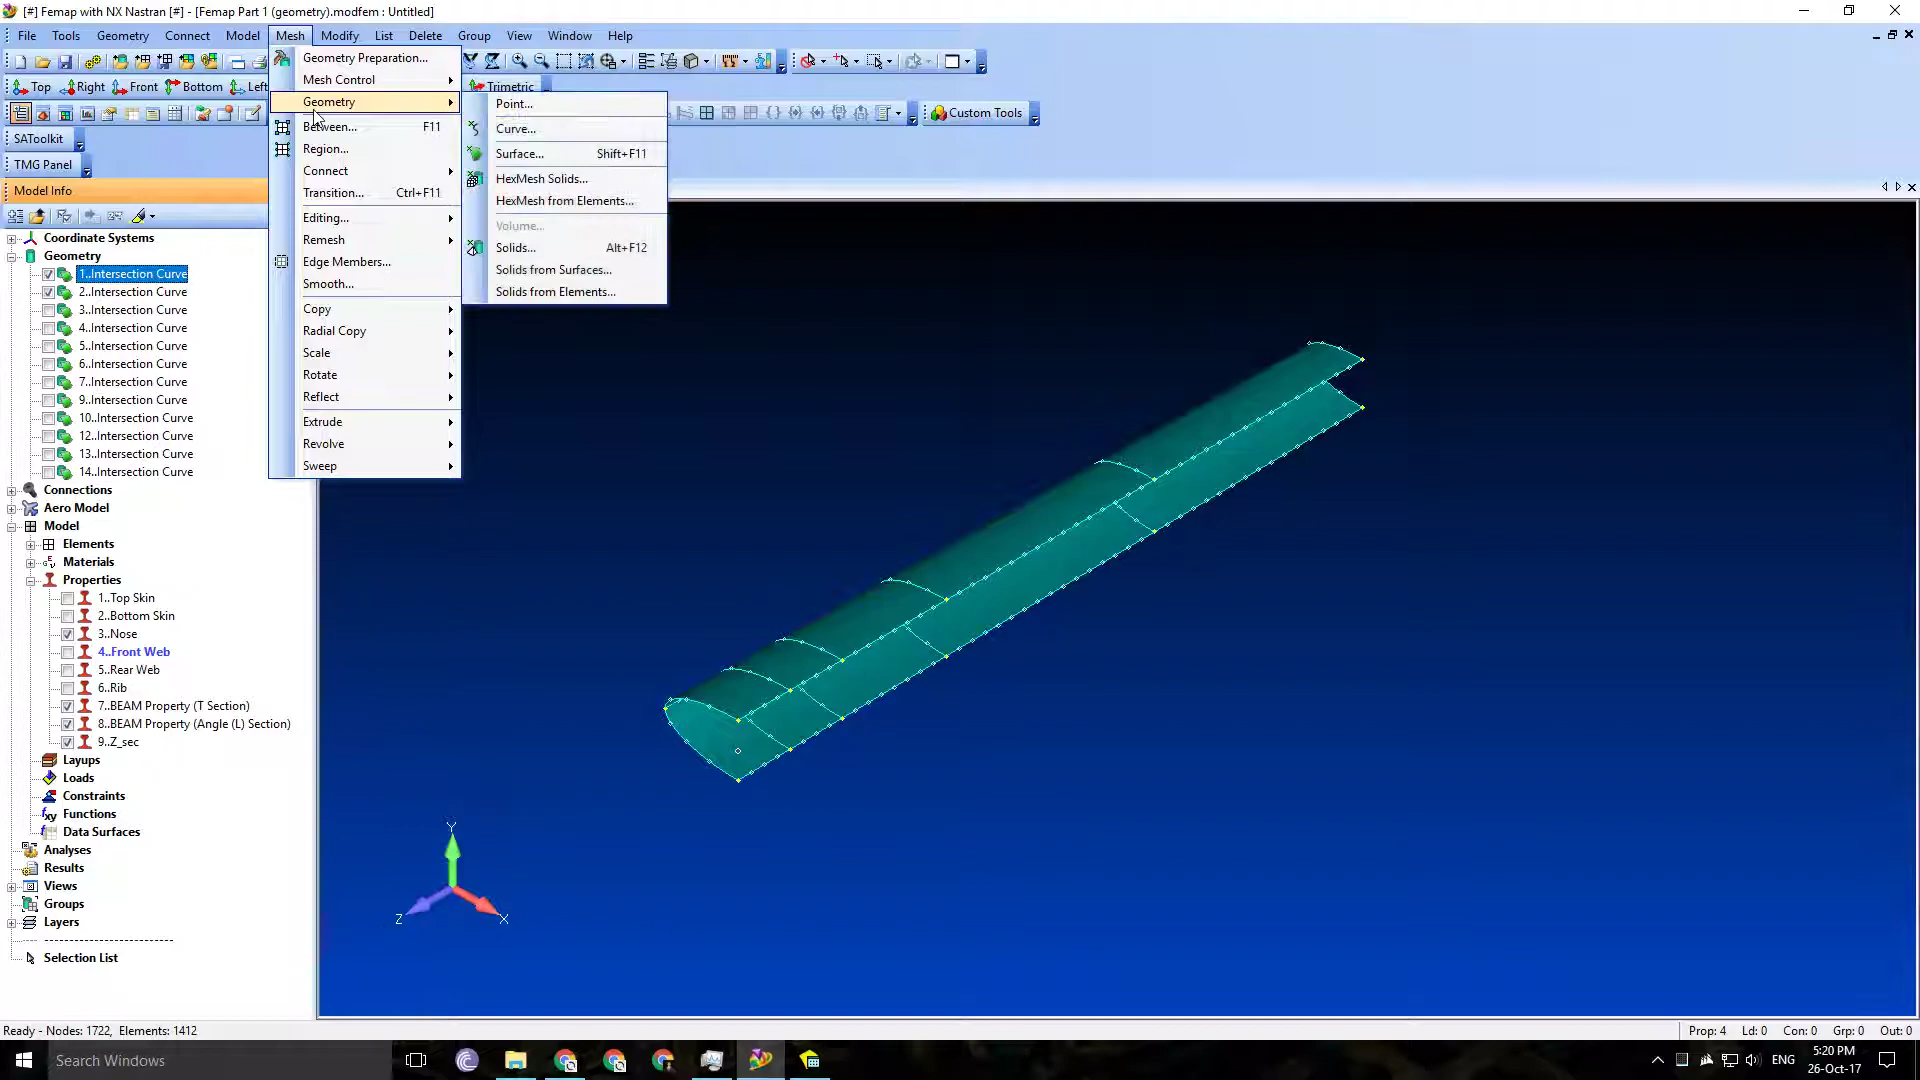 [#] Femap with NX Nastran [#] - [Femap Part 1 (geometry).modfem : Untitled]
File Tools Geometry Connect Model Mesh Modify List Delete Group View Window Help
Top Right Front Bottom Left Trimetric
Custom Tools
SAToolkit
TMG Panel
Model Info
Geometry Preparation...
Mesh Control
Geometry
Between... F11
Region...
Connect
Transition... Ctrl+F11
Editing...
Remesh
Edge Members...
Smooth...
Copy
Radial Copy
Scale
Rotate
Reflect
Extrude
Revolve
Sweep
Point...
Curve...
Surface... Shift+F11
HexMesh Solids...
HexMesh from Elements...
Volume...
Solids... Alt+F12
Solids from Surfaces...
Solids from Elements...
Coordinate Systems
Geometry
1..Intersection Curve
2..Intersection Curve
3..Intersection Curve
4..Intersection Curve
5..Intersection Curve
6..Intersection Curve
7..Intersection Curve
9..Intersection Curve
10..Intersection Curve
12..Intersection Curve
13..Intersection Curve
14..Intersection Curve
Connections
Aero Model
Model
Elements
Materials
Properties
1..Top Skin
2..Bottom Skin
3..Nose
4..Front Web
5..Rear Web
6..Rib
7..BEAM Property (T Section)
8..BEAM Property (Angle (L) Section)
9..Z_sec
Layups
Loads
Constraints
Functions
Data Surfaces
Analyses
Results
Views
Groups
Layers
Selection List
Y
Z
X
Ready - Nodes: 1722, Elements: 1412
Prop: 4 Ld: 0 Con: 0 Grp: 0 Out: 0
Search Windows
ENG
5:20 PM
26-Oct-17